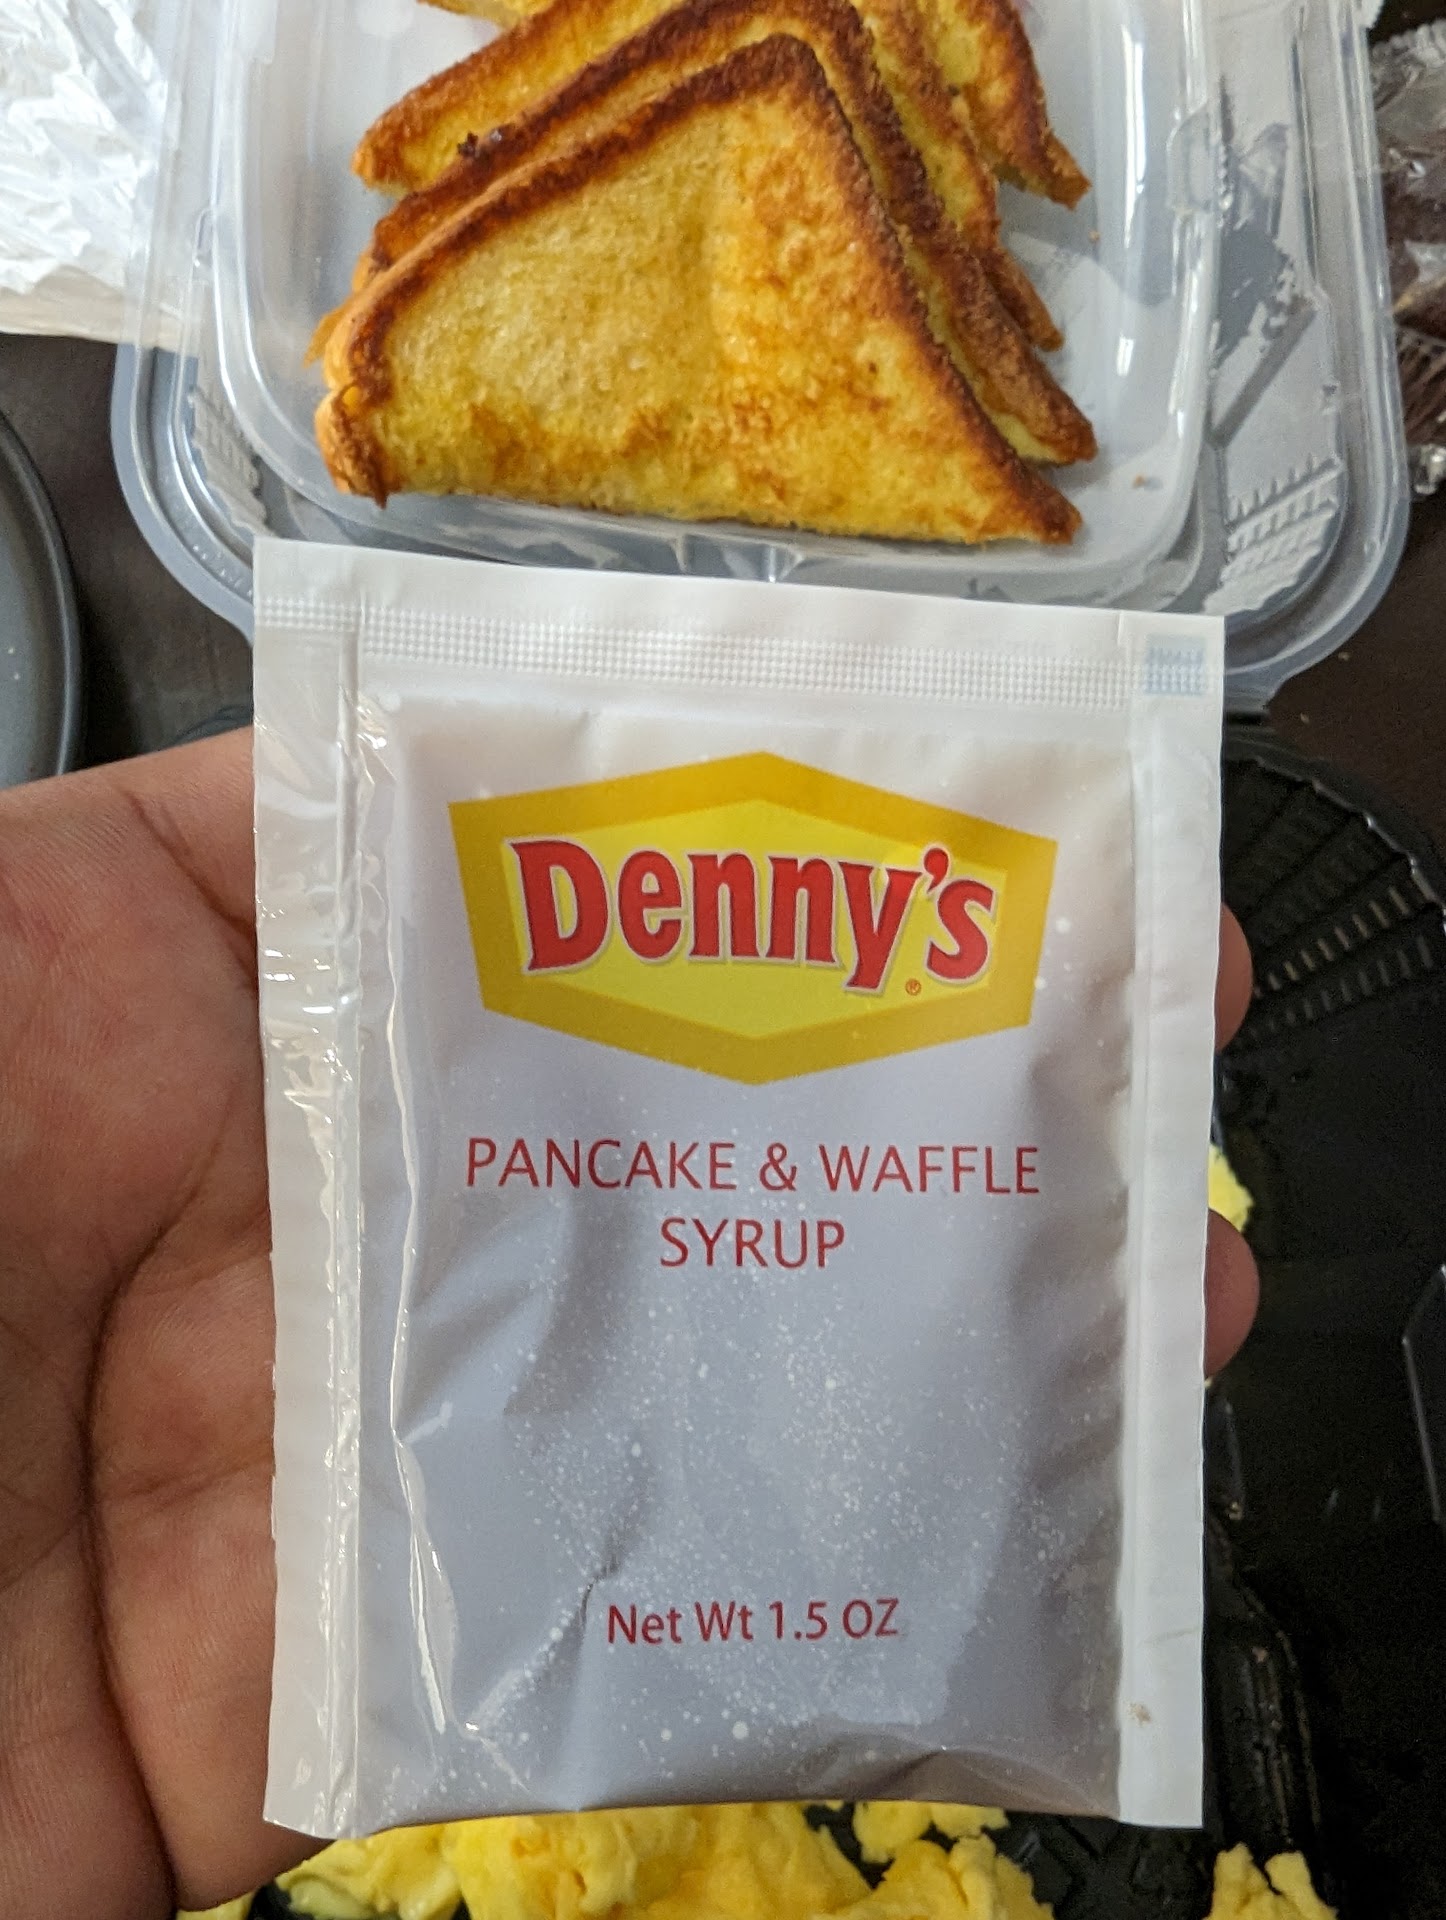 Denny's®
PANCAKE & WAFFLE
SYRUP
Net Wt 1.5 OZ